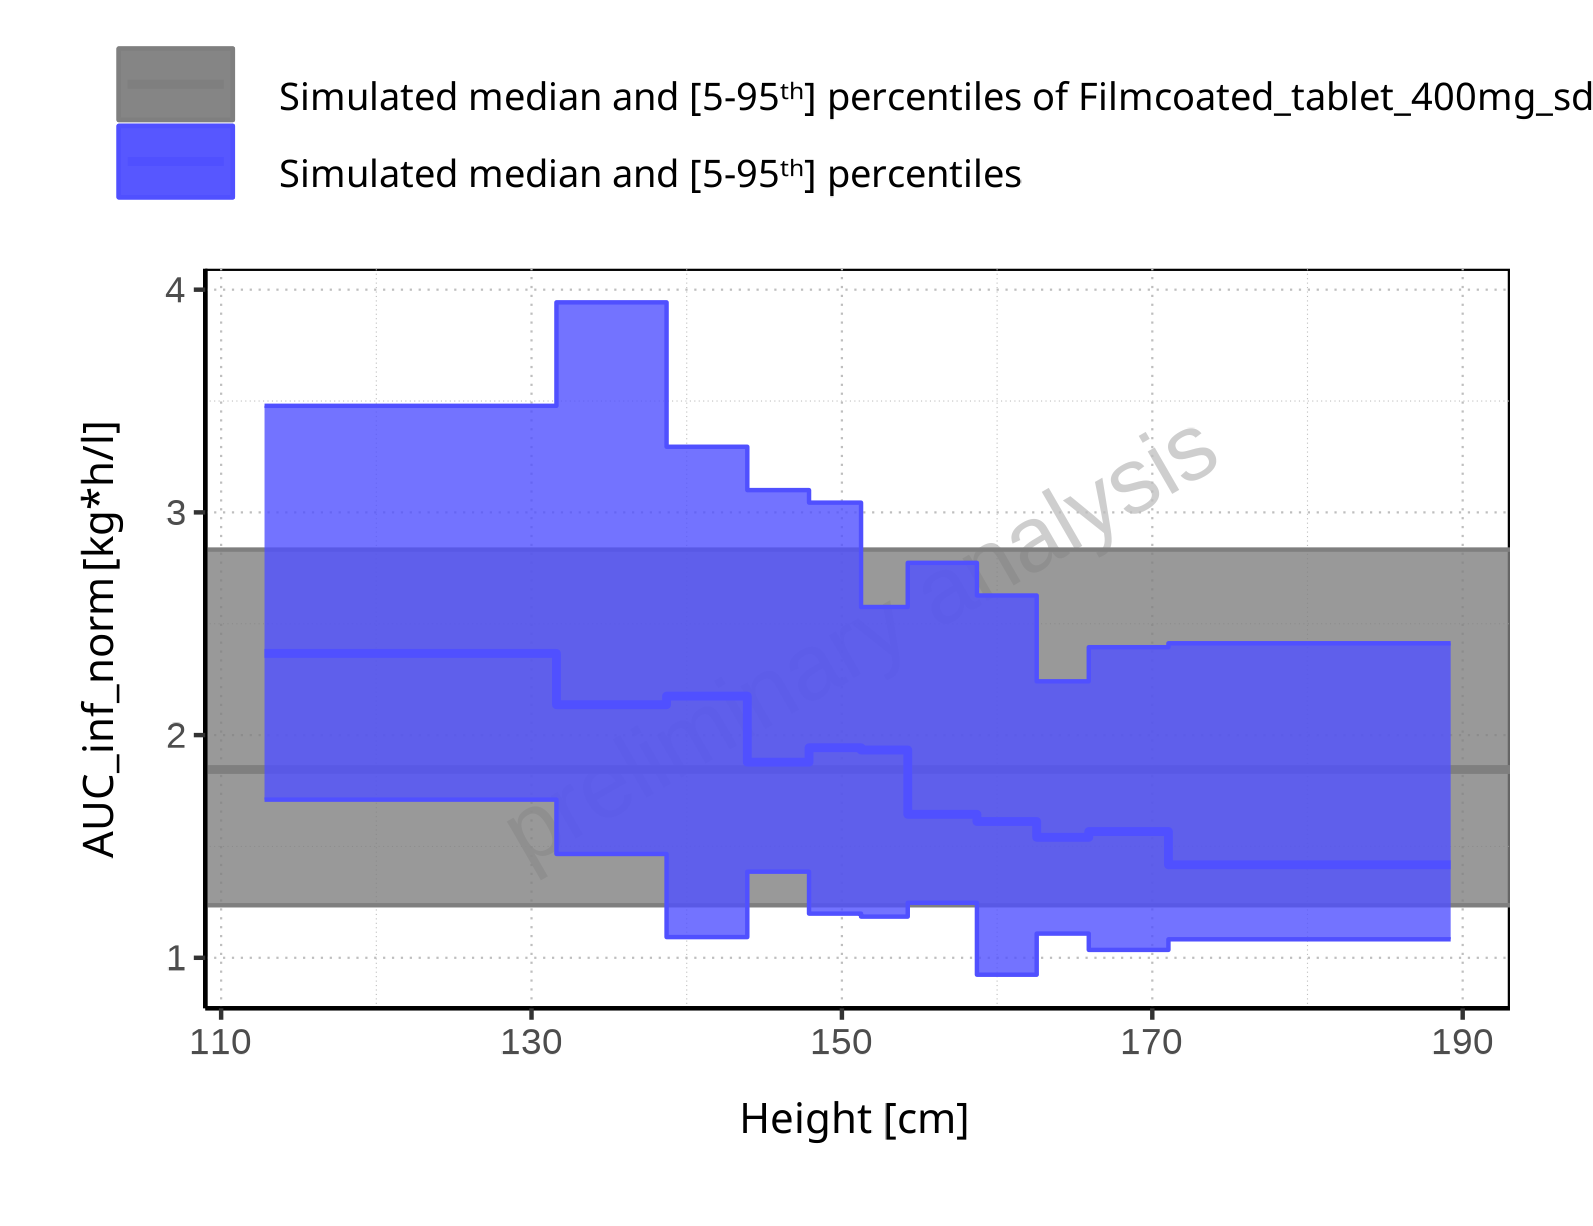 Simulated median and [5-95ᵗʰ] percentiles of Filmcoated_tablet_400mg_sd
Simulated median and [5-95ᵗʰ] percentiles
4
3
2
1
AUC_inf_norm[kg*h/l]
preliminary analysis
110 130 150 170 190
Height [cm]